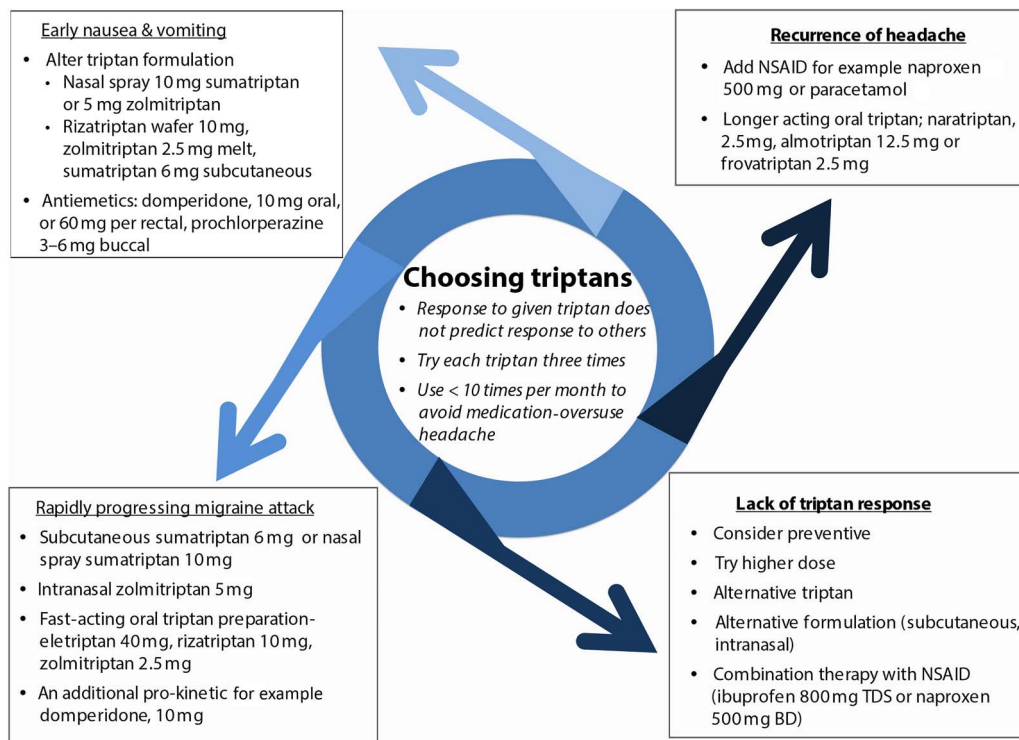 Early nausea & vomiting
• Alter triptan formulation
• Nasal spray 10 mg sumatriptan
or 5 mg zolmitriptan
• Rizatriptan wafer 10 mg,
zolmitriptan 2.5 mg melt,
sumatriptan 6 mg subcutaneous
• Antiemetics: domperidone, 10 mg oral,
or 60 mg per rectal, prochlorperazine
3–6 mg buccal
Recurrence of headache
• Add NSAID for example naproxen
500 mg or paracetamol
• Longer acting oral triptan; naratriptan,
2.5mg, almotriptan 12.5 mg or
frovatriptan 2.5 mg
Choosing triptans
• Response to given triptan does
not predict response to others
• Try each triptan three times
• Use < 10 times per month to
avoid medication-oversuse
headache
Rapidly progressing migraine attack
• Subcutaneous sumatriptan 6 mg or nasal
spray sumatriptan 10 mg
• Intranasal zolmitriptan 5 mg
• Fast-acting oral triptan preparation-
eletriptan 40 mg, rizatriptan 10 mg,
zolmitriptan 2.5 mg
• An additional pro-kinetic for example
domperidone, 10 mg
Lack of triptan response
• Consider preventive
• Try higher dose
• Alternative triptan
• Alternative formulation (subcutaneous,
intranasal)
• Combination therapy with NSAID
(ibuprofen 800 mg TDS or naproxen
500 mg BD)